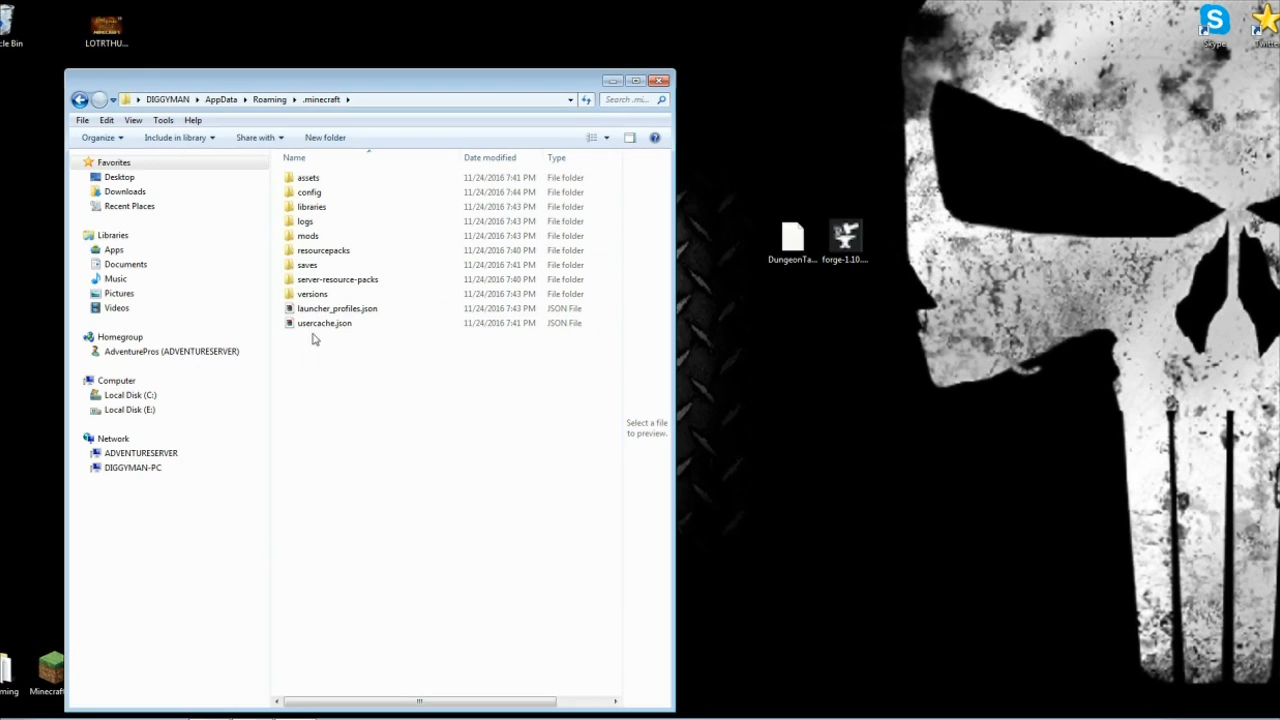 Skype
Twitte
cle Bin
LOTRTHU...
DIGGYMAN AppData Roaming .minecraft
Search .mi...
File Edit View Tools Help
Organize Include in library Share with New folder
Name Date modified Type
Favorites
Desktop
Downloads
Recent Places
Libraries
Apps
Documents
Music
Pictures
Videos
Homegroup
AdventurePros (ADVENTURESERVER)
Computer
Local Disk (C:)
Local Disk (E:)
Network
ADVENTURESERVER
DIGGYMAN-PC
assets 11/24/2016 7:41 PM File folder
config 11/24/2016 7:44 PM File folder
libraries 11/24/2016 7:43 PM File folder
logs 11/24/2016 7:43 PM File folder
mods 11/24/2016 7:43 PM File folder
resourcepacks 11/24/2016 7:40 PM File folder
saves 11/24/2016 7:41 PM File folder
server-resource-packs 11/24/2016 7:40 PM File folder
versions 11/24/2016 7:43 PM File folder
launcher_profiles.json 11/24/2016 7:43 PM JSON File
usercache.json 11/24/2016 7:41 PM JSON File
Select a file
to preview.
DungeonTa...
forge-1.10....
ming
Minecraf